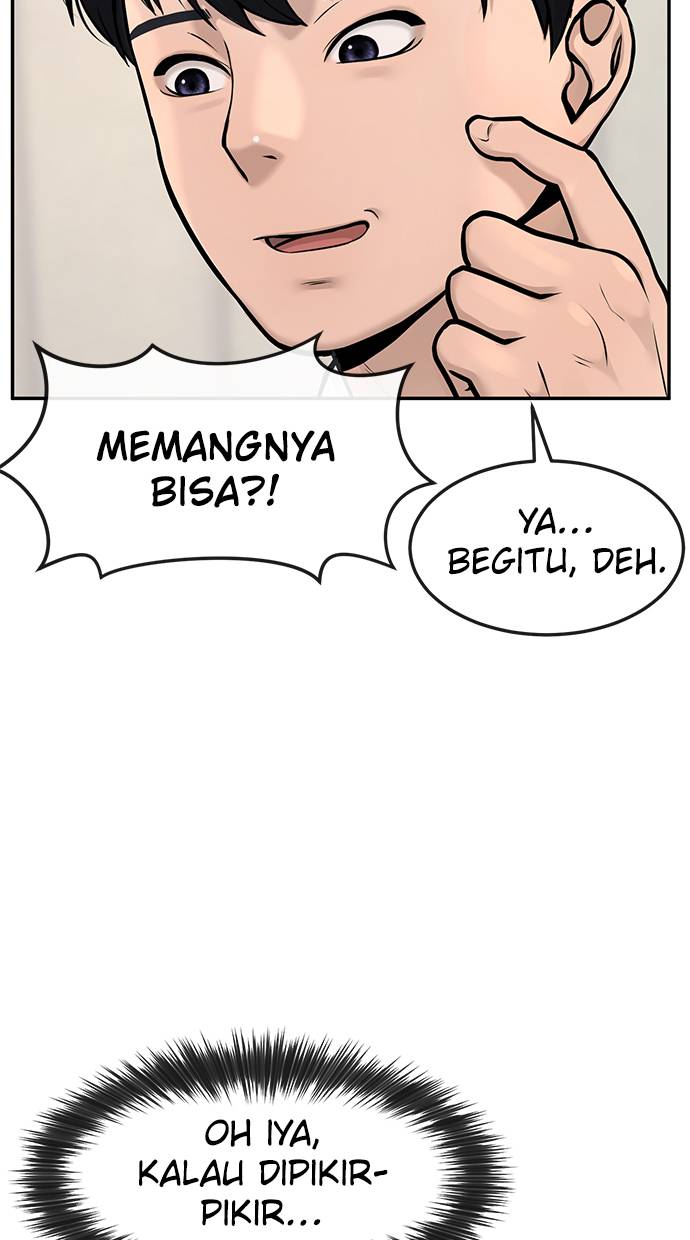 MEMANGNYA
BISA?!
YA...
BEGITU, DEH.
OH IYA,
KALAU DIPIKIR-
PIKIR...